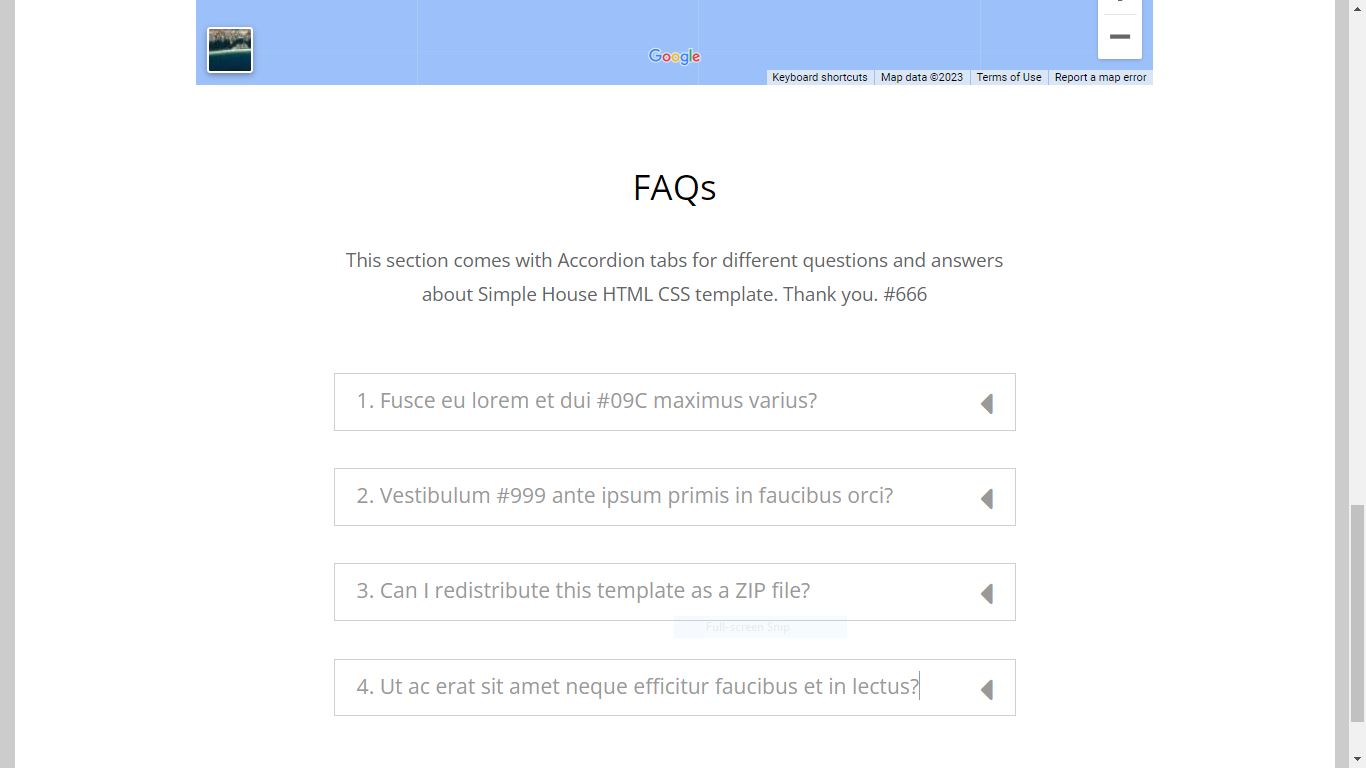 Google
Keyboard shortcuts Map data ©2023 Terms of Use Report a map error
FAQs
This section comes with Accordion tabs for different questions and answers
about Simple House HTML CSS template. Thank you. #666
1. Fusce eu lorem et dui #09C maximus varius?
2. Vestibulum #999 ante ipsum primis in faucibus orci?
3. Can I redistribute this template as a ZIP file?
Full-screen Snip
4. Ut ac erat sit amet neque efficitur faucibus et in lectus?